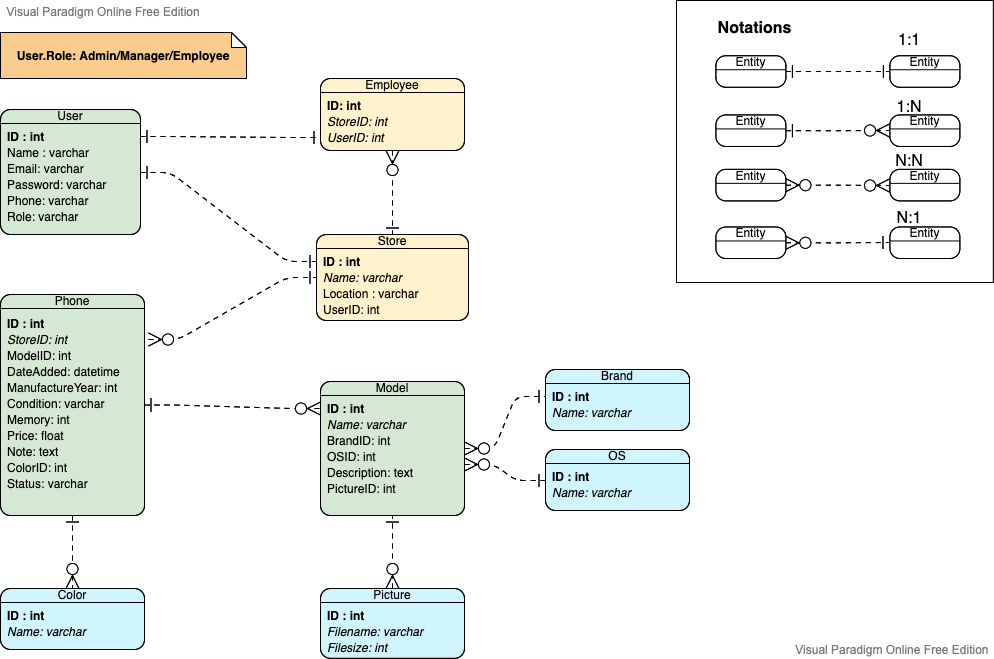 Visual Paradigm Online Free Edition
User.Role: Admin/Manager/Employee
User
ID : int
Name : varchar
Email: varchar
Password: varchar
Phone: varchar
Role: varchar
Employee
ID: int
StoreID: int
UserID: int
Store
ID : int
Name: varchar
Location : varchar
UserID: int
Phone
ID : int
StoreID: int
ModelID: int
DateAdded: datetime
ManufactureYear: int
Condition: varchar
Memory: int
Price: float
Note: text
ColorID: int
Status: varchar
Model
ID : int
Name: varchar
BrandID: int
OSID: int
Description: text
PictureID: int
Brand
ID : int
Name: varchar
OS
ID : int
Name: varchar
Color
ID : int
Name: varchar
Picture
ID : int
Filename: varchar
Filesize: int
Notations
1:1
Entity
Entity
1:N
Entity
Entity
N:N
Entity
Entity
N:1
Entity
Entity
Visual Paradigm Online Free Edition